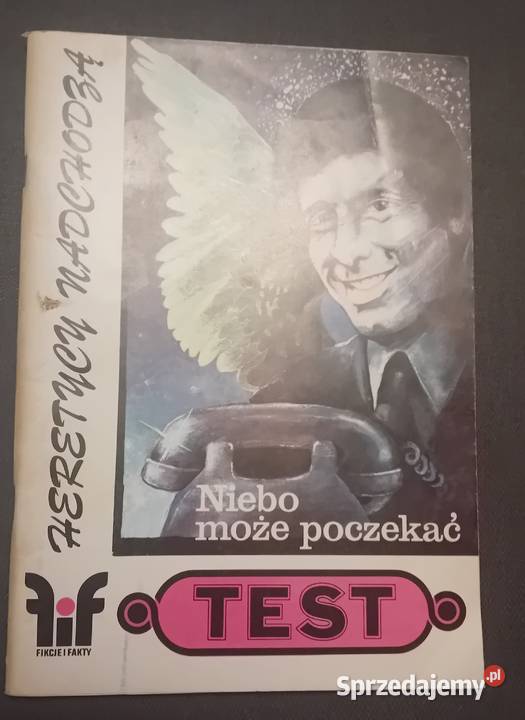 HERETYCY NADCHODZĄ
Niebo
może poczekać
fif
FIKCJE I FAKTY
TEST
Sprzedajemy.pl